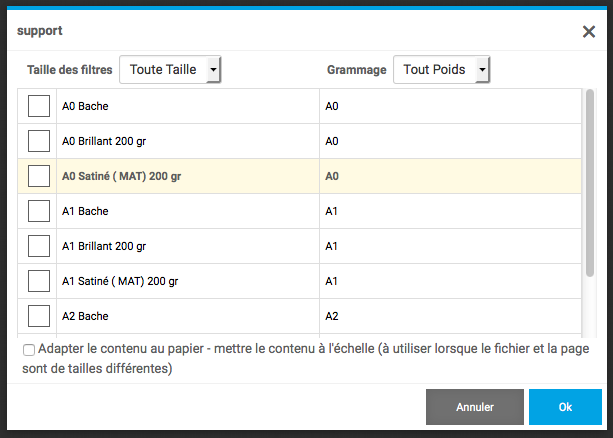 support
Taille des filtres Toute Taille Grammage Tout Poids
A0 Bache A0
A0 Brillant 200 gr A0
A0 Satiné ( MAT) 200 gr A0
A1 Bache A1
A1 Brillant 200 gr A1
A1 Satiné ( MAT) 200 gr A1
A2 Bache A2
Adapter le contenu au papier - mettre le contenu à l'échelle (à utiliser lorsque le fichier et la page
sont de tailles différentes)
Annuler Ok